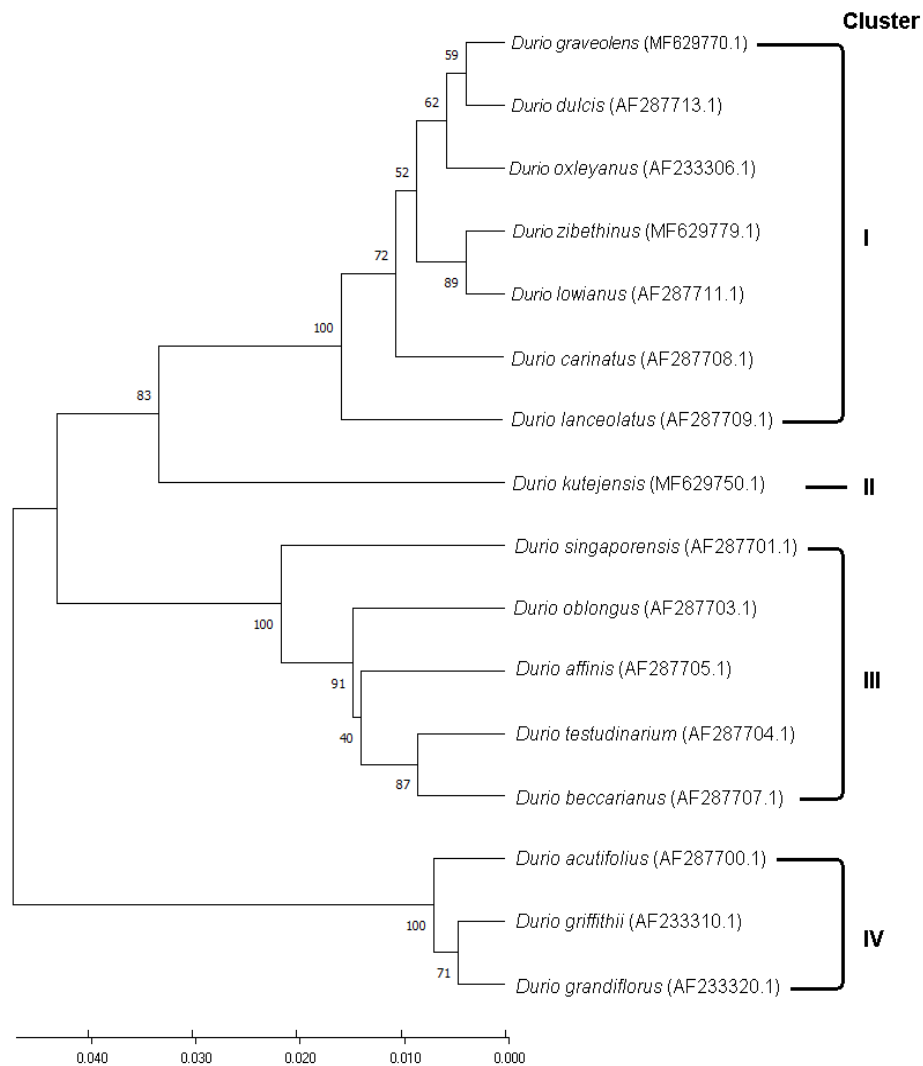 Cluster
Durio graveolens (MF629770.1)
59
Durio dulcis (AF287713.1)
62
Durio oxleyanus (AF233306.1)
52
Durio zibethinus (MF629779.1)
I
72
89
Durio lowianus (AF287711.1)
100
Durio carinatus (AF287708.1)
83
Durio lanceolatus (AF287709.1)
Durio kutejensis (MF629750.1)
II
Durio singaporensis (AF287701.1)
100
Durio oblongus (AF287703.1)
91
Durio affinis (AF287705.1)
III
40
Durio testudinarium (AF287704.1)
87
Durio beccarianus (AF287707.1)
Durio acutifolius (AF287700.1)
100
Durio griffithii (AF233310.1)
IV
71
Durio grandiflorus (AF233320.1)
0.040 0.030 0.020 0.010 0.000